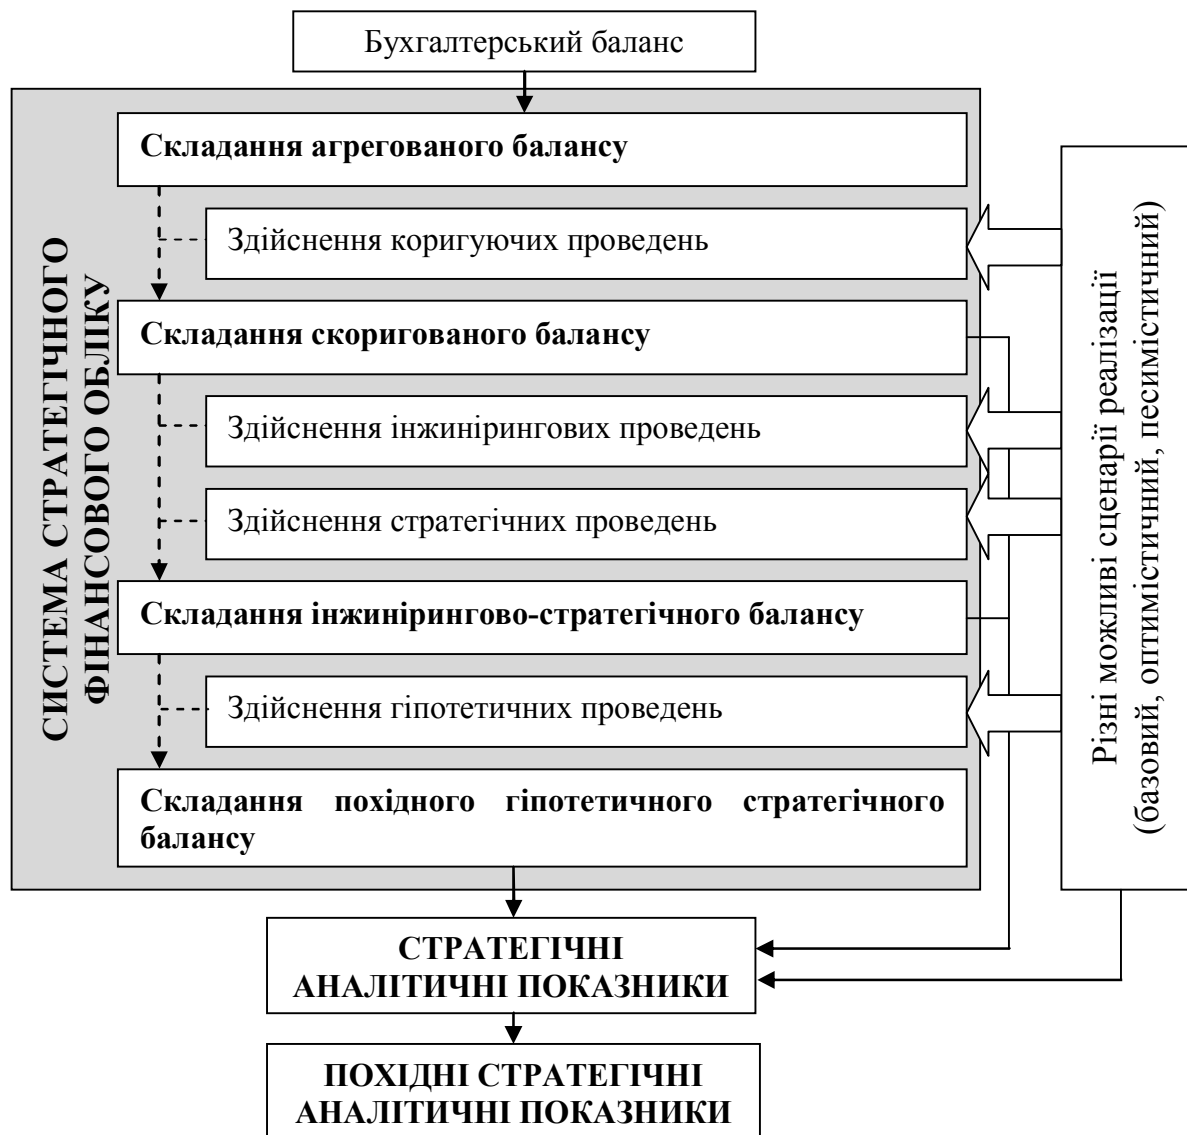 Бухгалтерський баланс
СИСТЕМА СТРАТЕГІЧНОГО
ФІНАНСОВОГО ОБЛІКУ
Складання агрегованого балансу
Здійснення коригуючих проведень
Складання скоригованого балансу
Здійснення інжинірингових проведень
Здійснення стратегічних проведень
Складання інжинірингово-стратегічного балансу
Здійснення гіпотетичних проведень
Складання похідного гіпотетичного стратегічного
балансу
Різні можливі сценарії реалізації
(базовий, оптимістичний, песимістичний)
СТРАТЕГІЧНІ
АНАЛІТИЧНІ ПОКАЗНИКИ
ПОХІДНІ СТРАТЕГІЧНІ
АНАЛІТИЧНІ ПОКАЗНИКИ